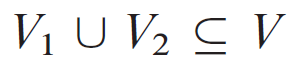 V₁ ∪ V₂ ⊆ V